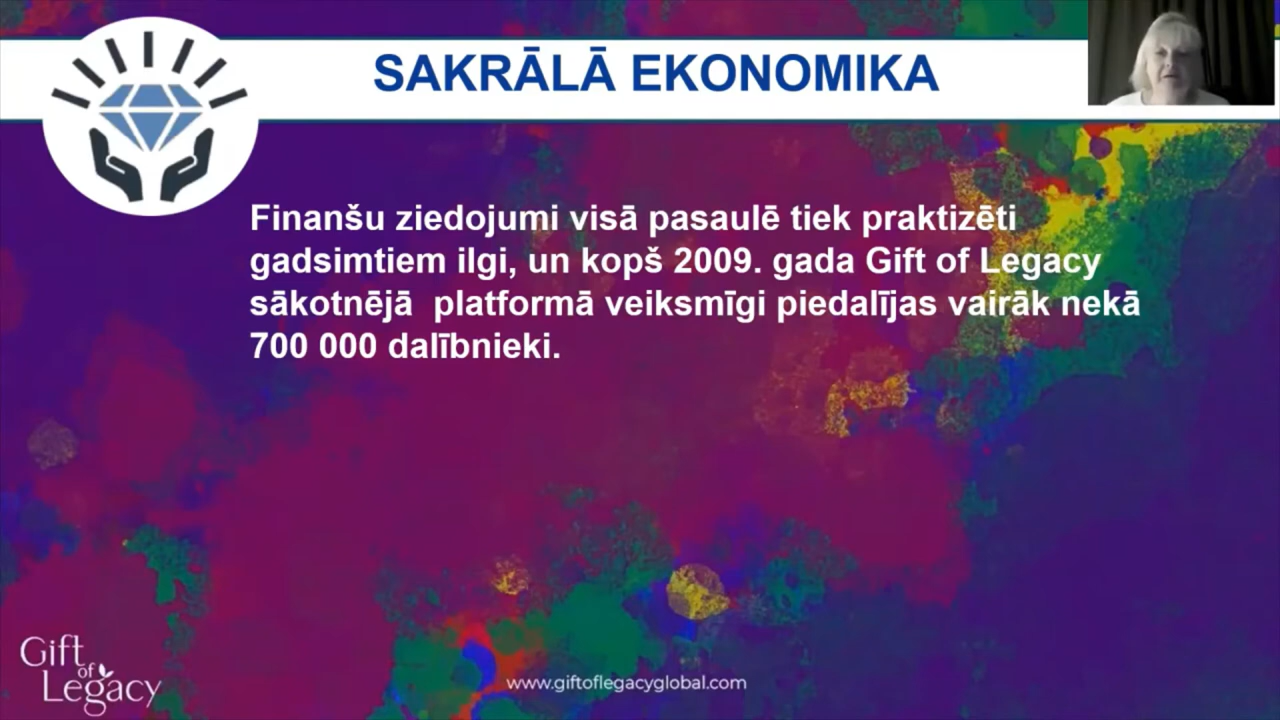 SAKRĀLĀ EKONOMIKA
Finanšu ziedojumi visā pasaulē tiek praktizēti
gadsimtiem ilgi, un kopš 2009. gada Gift of Legacy
sākotnējā  platformā veiksmīgi piedalījas vairāk nekā
700 000 dalībnieki.
Gift
of
Legacy
www.giftoflegacyglobal.com